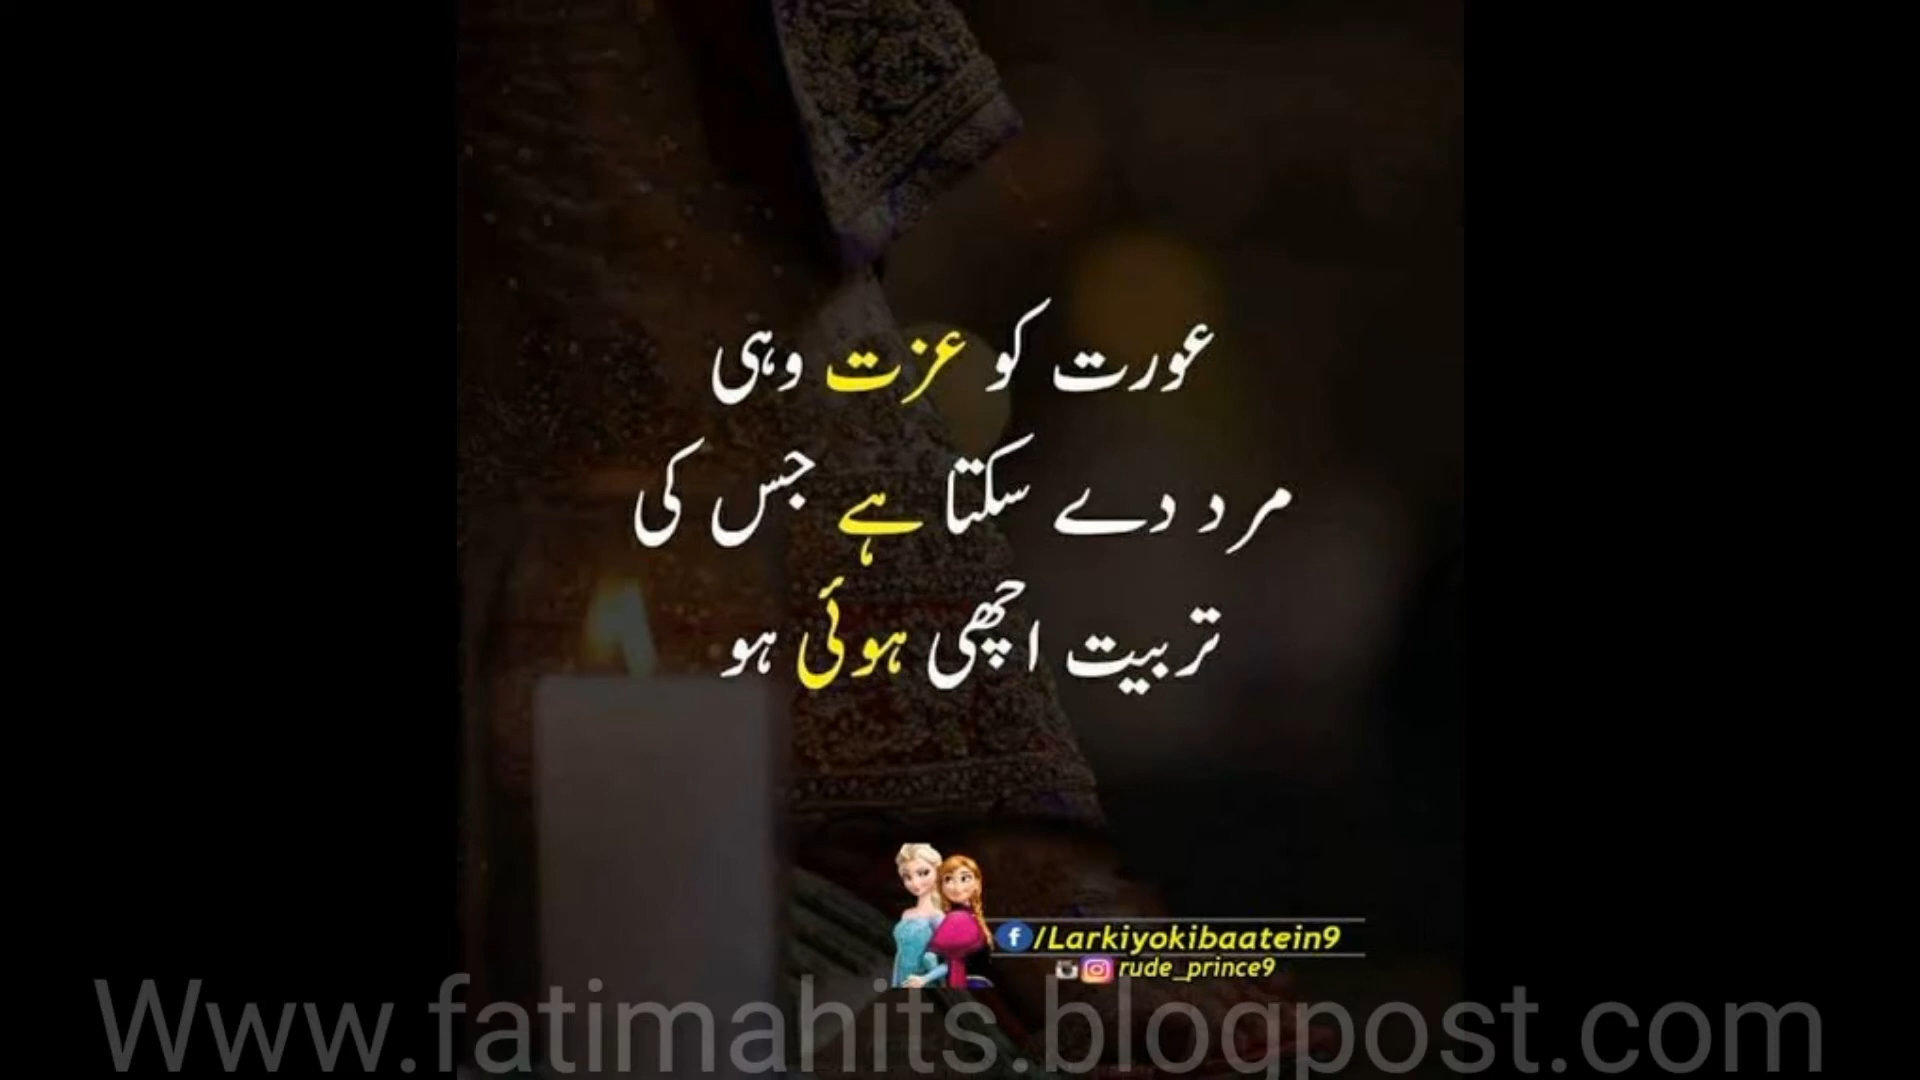 عورت کو عزت وہی
مرد دے سکتا ہے جس کی
تربیت اچھی ہوئی ہو
f/Larkiyokibaatein9
rude_prince9
Www.fatimahits.blogpost.com